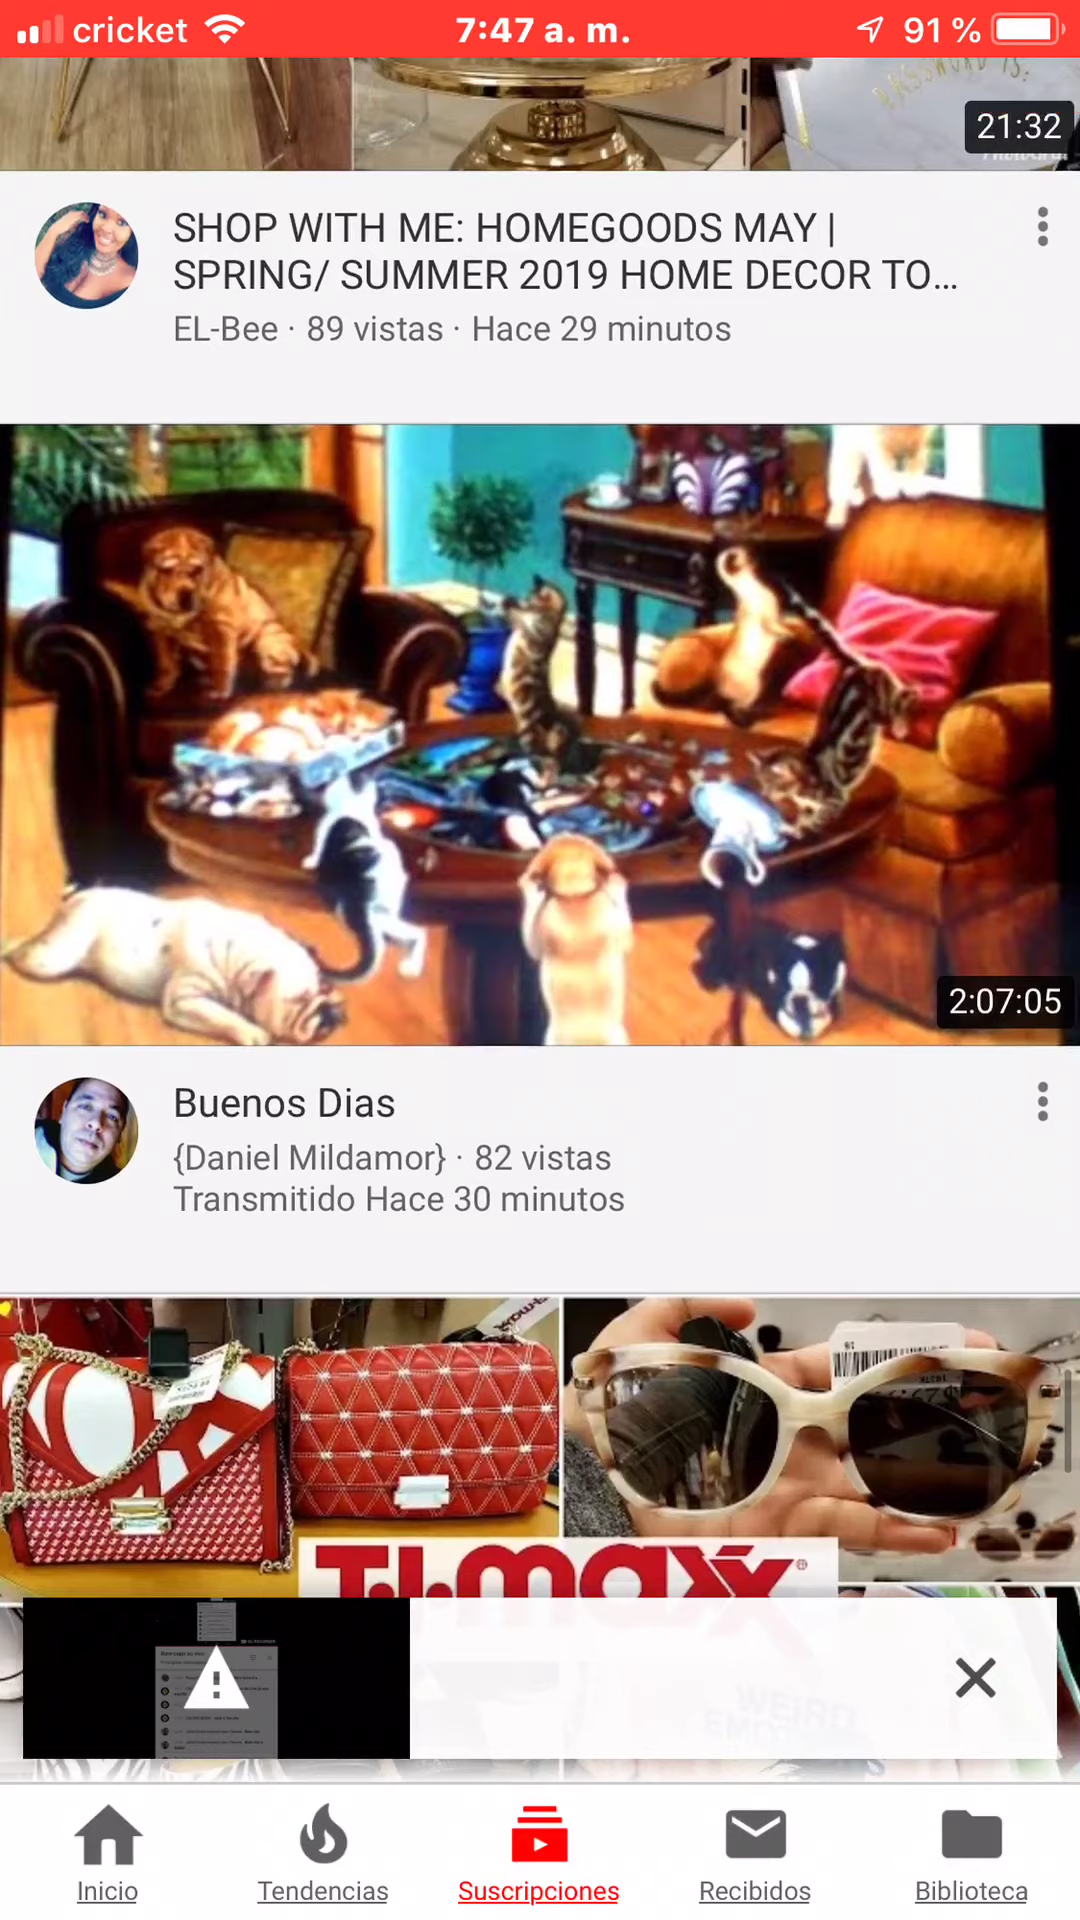 cricket 7:47 a. m. 91 %
PASSWORD IS:
21:32
SHOP WITH ME: HOMEGOODS MAY |
SPRING/ SUMMER 2019 HOME DECOR TO...
EL-Bee · 89 vistas · Hace 29 minutos
2:07:05
Buenos Dias
{Daniel Mildamor} · 82 vistas
Transmitido Hace 30 minutos
T.J.maxx®
Inicio Tendencias Suscripciones Recibidos Biblioteca